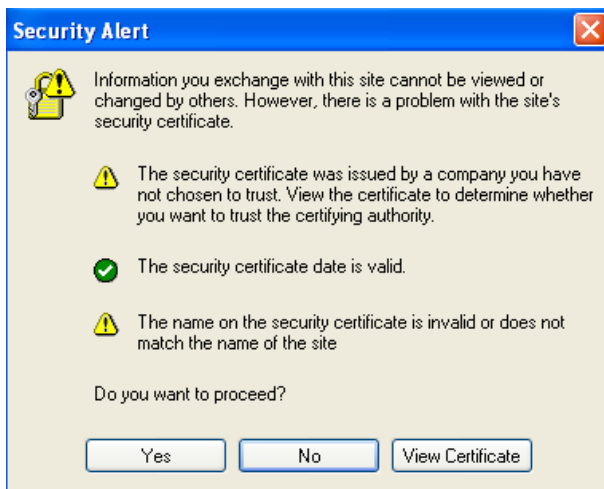 Security Alert
Information you exchange with this site cannot be viewed or
changed by others. However, there is a problem with the site's
security certificate.
The security certificate was issued by a company you have
not chosen to trust. View the certificate to determine whether
you want to trust the certifying authority.
The security certificate date is valid.
The name on the security certificate is invalid or does not
match the name of the site
Do you want to proceed?
Yes No View Certificate